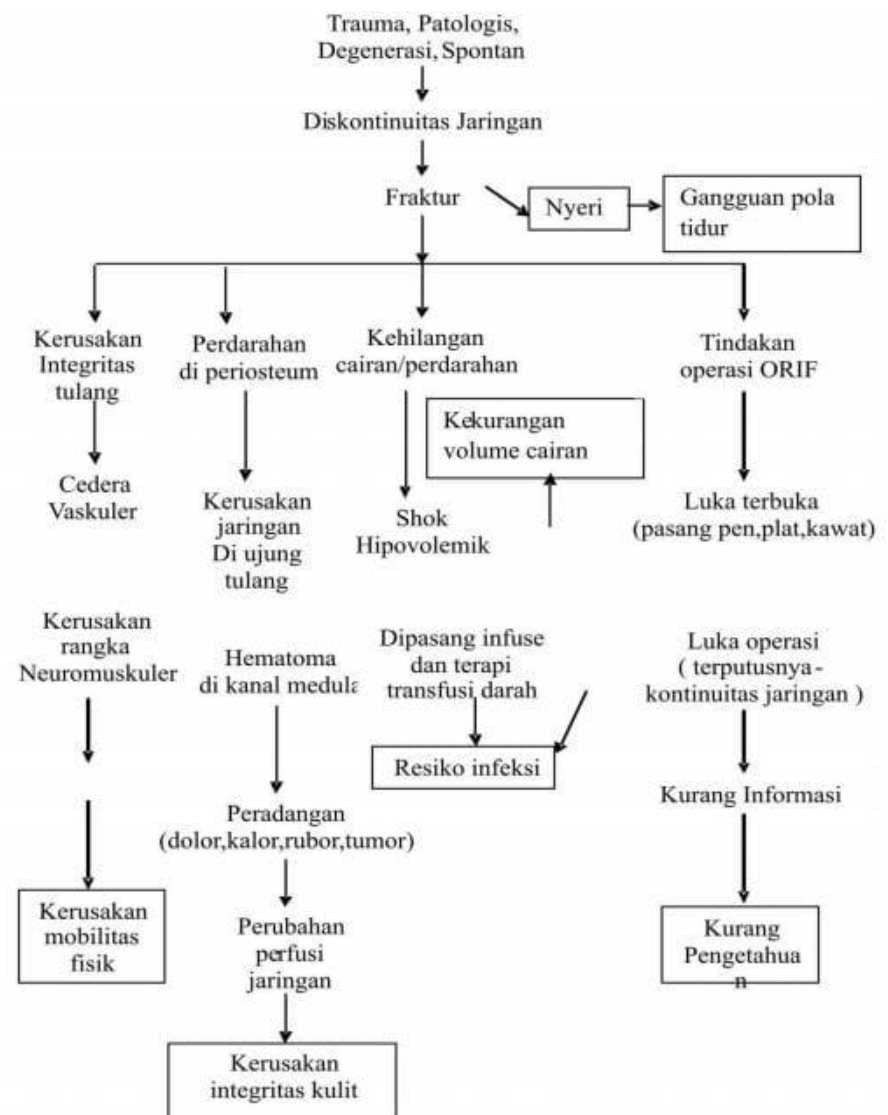 Trauma, Patologis,
Degenerasi, Spontan
Diskontinuitas Jaringan
Fraktur
Nyeri
Gangguan pola
tidur
Kerusakan
Integritas
tulang
Perdarahan
di periosteum
Kehilangan
cairan/perdarahan
Tindakan
operasi ORIF
Kekurangan
volume cairan
Cedera
Vaskuler
Kerusakan
jaringan
Di ujung
tulang
Shok
Hipovolemik
Luka terbuka
(pasang pen,plat,kawat)
Kerusakan
rangka
Neuromuskuler
Hematoma
di kanal medula
Dipasang infuse
dan terapi
transfusi darah
Luka operasi
( terputusnya-
kontinuitas jaringan )
Resiko infeksi
Kurang Informasi
Peradangan
(dolor,kalor,rubor,tumor)
Kerusakan
mobilitas
fisik
Perubahan
perfusi
jaringan
Kurang
Pengetahua
n
Kerusakan
integritas kulit